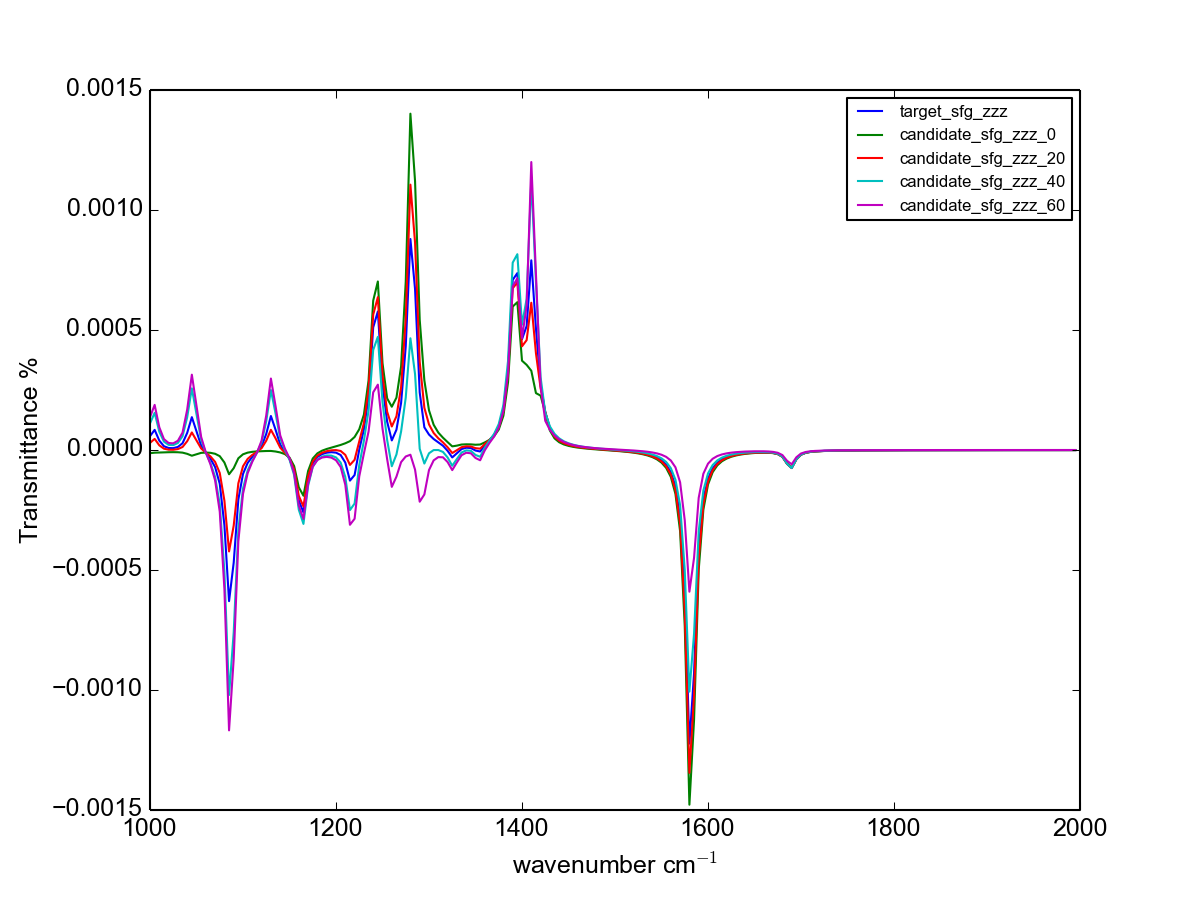 0.0015
0.0010
0.0005
0.0000
−0.0005
−0.0010
−0.0015
1000
1200
1400
1600
1800
2000
Transmittance %
wavenumber cm⁻¹
target_sfg_zzz
candidate_sfg_zzz_0
candidate_sfg_zzz_20
candidate_sfg_zzz_40
candidate_sfg_zzz_60